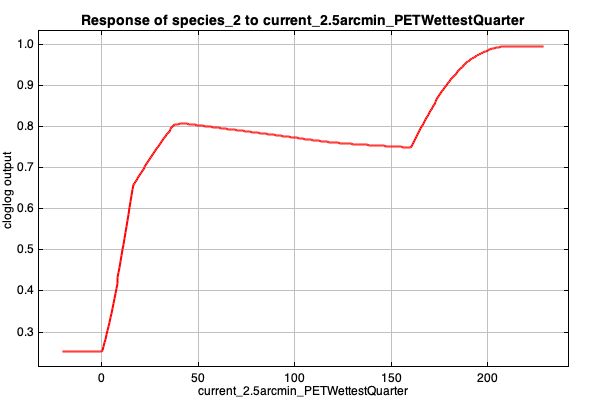 Response of species_2 to current_2.5arcmin_PETWettestQuarter
1.0
0.9
0.8
0.7
0.6
0.5
0.4
0.3
cloglog output
0 50 100 150 200
current_2.5arcmin_PETWettestQuarter